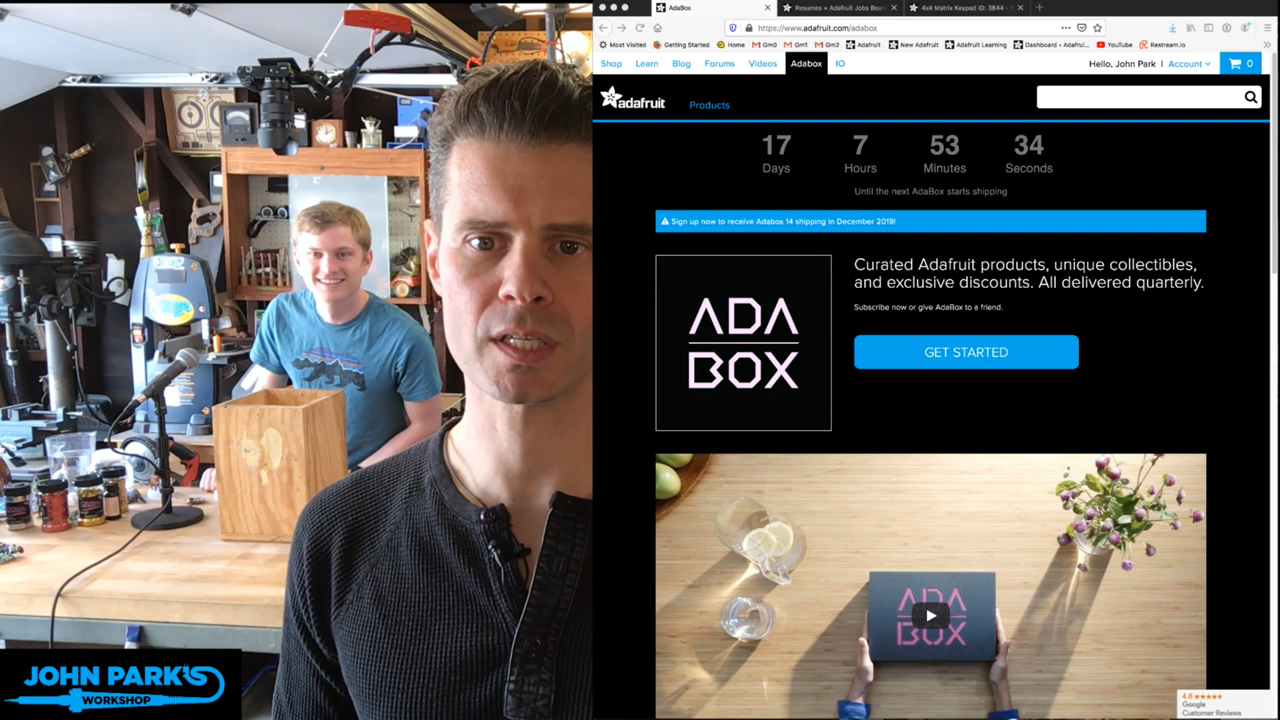 AdaBox
Resumes « Adafruit Jobs Boar
4x4 Matrix Keypad ID: 3844 -
https://www.adafruit.com/adabox
Most Visited Getting Started Home Gm0 Gm1 Gm2 Adafruit New Adafruit Adafruit Learning Dashboard ‹ Adafrui... YouTube Restream.io
Shop Learn Blog Forums Videos Adabox IO
Hello, John Park | Account 0
adafruit
Products
17 7 53 34
Days Hours Minutes Seconds
Until the next AdaBox starts shipping
Sign up now to receive Adabox 14 shipping in December 2019!
ADA
BOX
Curated Adafruit products, unique collectibles,
and exclusive discounts. All delivered quarterly.
Subscribe now or give AdaBox to a friend.
GET STARTED
ADA
BOX
4.6
Google
Customer Reviews
JOHN PARK'S
WORKSHOP